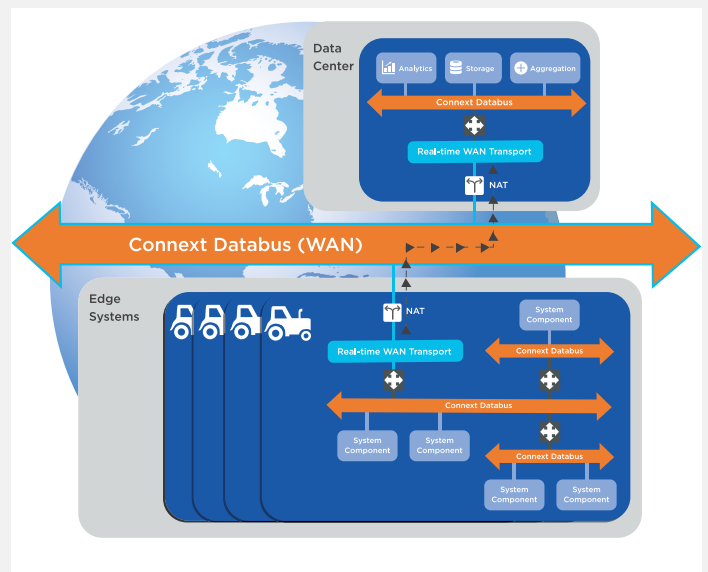 Data
Center
Analytics
Storage
Aggregation
Connext Databus
Real-time WAN Transport
NAT
Connext Databus (WAN)
Edge
Systems
NAT
Real-time WAN Transport
System
Component
Connext Databus
Connext Databus
System
Component
System
Component
Connext Databus
System
Component
System
Component